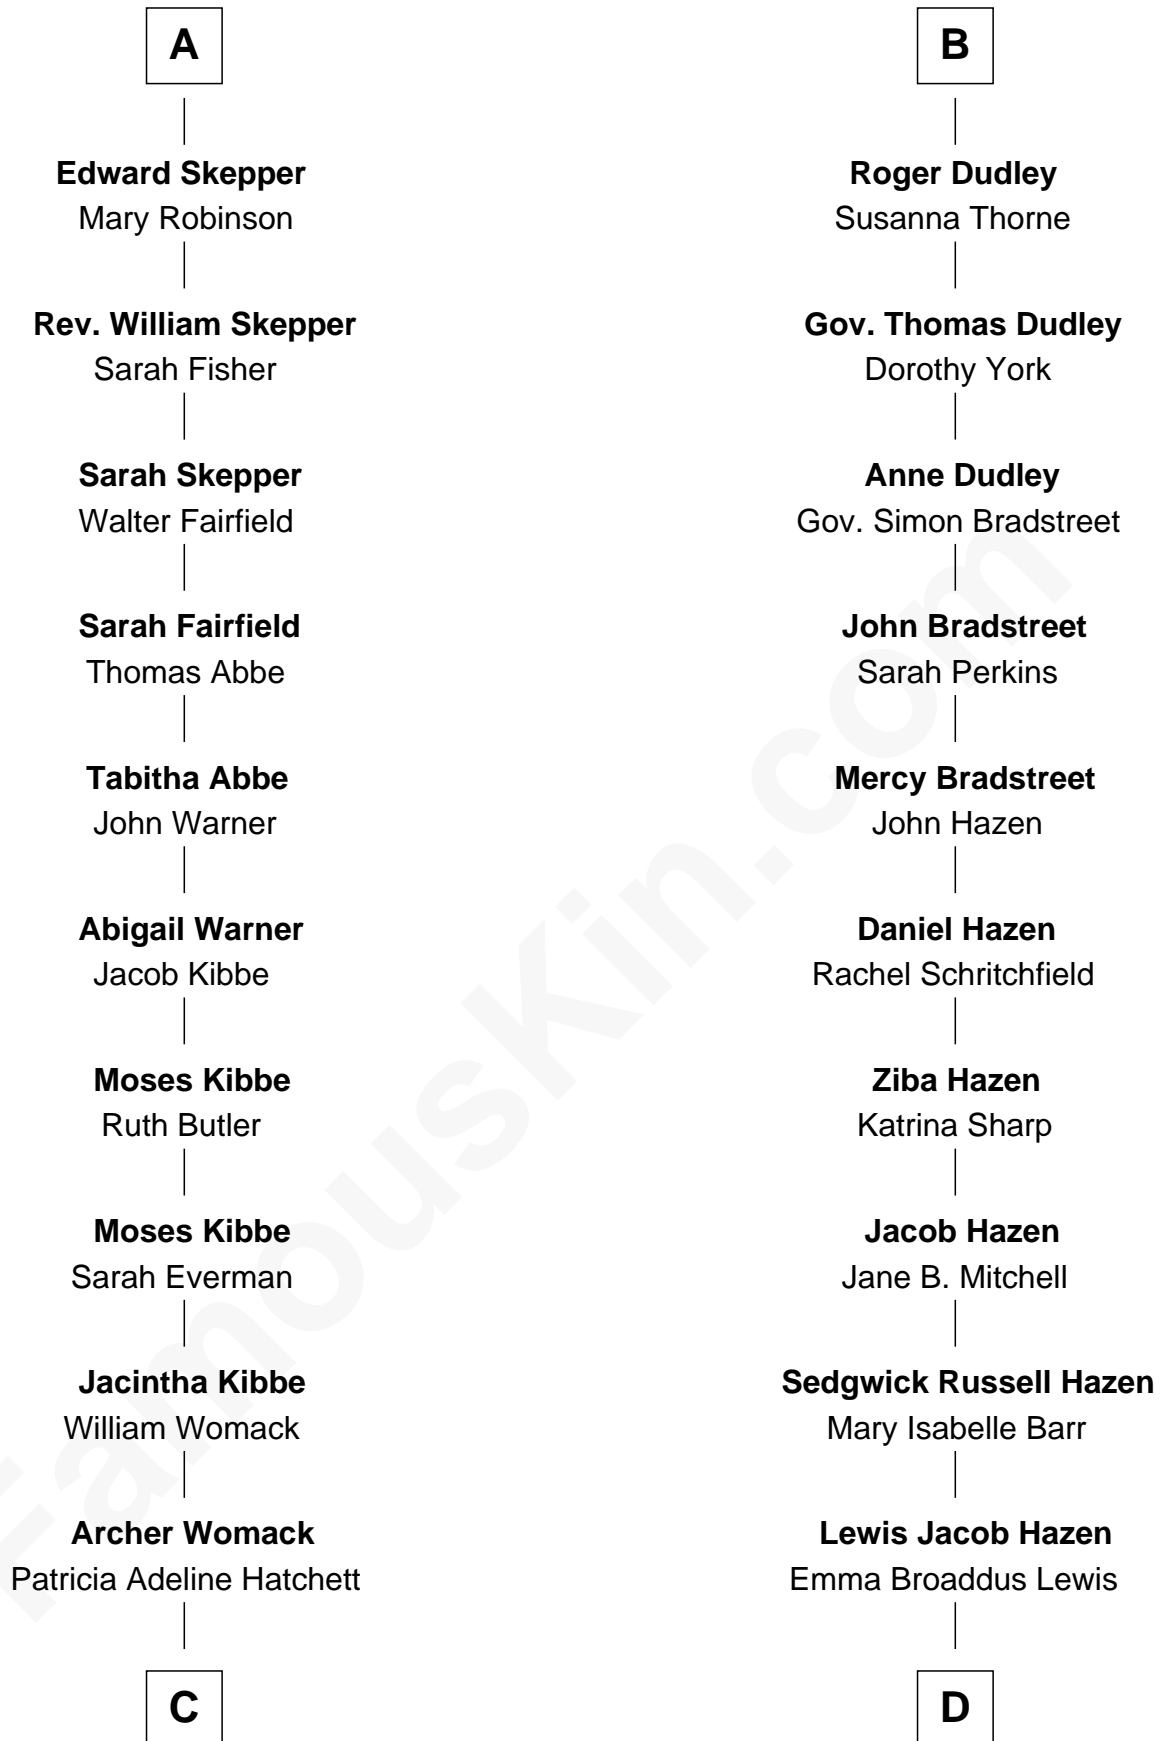 A
Edward Skepper
Mary Robinson
Rev. William Skepper
Sarah Fisher
Sarah Skepper
Walter Fairfield
Sarah Fairfield
Thomas Abbe
Tabitha Abbe
John Warner
Abigail Warner
Jacob Kibbe
Moses Kibbe
Ruth Butler
Moses Kibbe
Sarah Everman
Jacintha Kibbe
William Womack
Archer Womack
Patricia Adeline Hatchett
C
B
Roger Dudley
Susanna Thorne
Gov. Thomas Dudley
Dorothy York
Anne Dudley
Gov. Simon Bradstreet
John Bradstreet
Sarah Perkins
Mercy Bradstreet
John Hazen
Daniel Hazen
Rachel Schritchfield
Ziba Hazen
Katrina Sharp
Jacob Hazen
Jane B. Mitchell
Sedgwick Russell Hazen
Mary Isabelle Barr
Lewis Jacob Hazen
Emma Broaddus Lewis
D
FamousKin.com